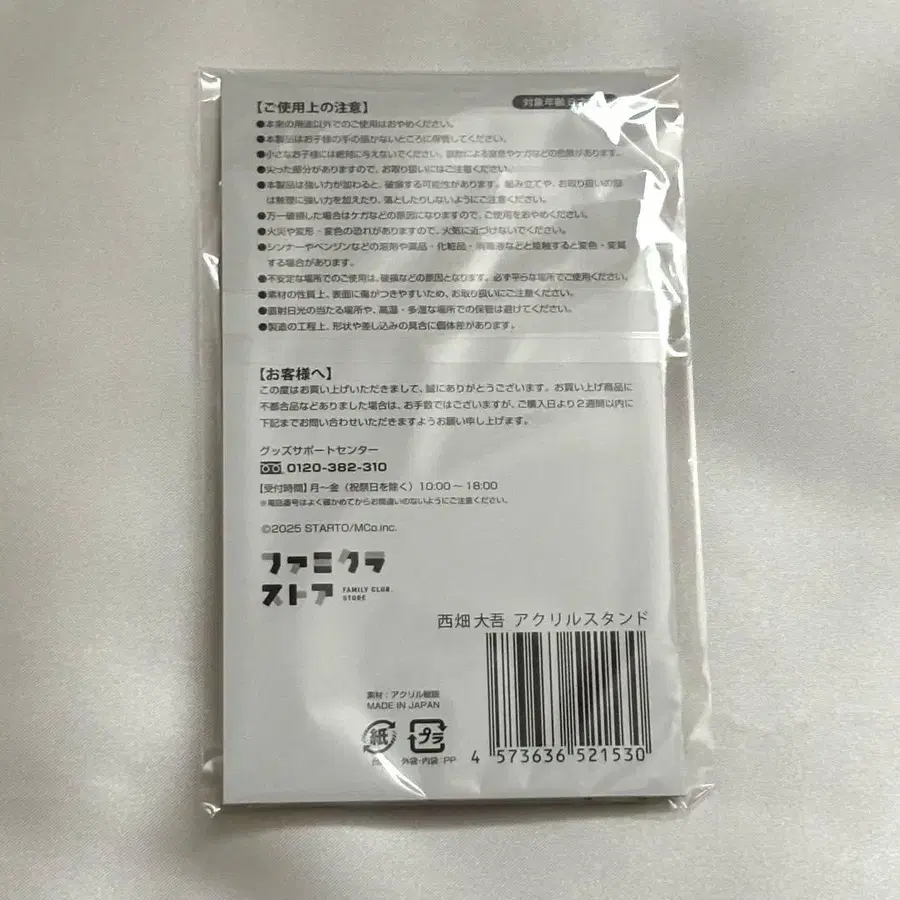 【ご使用上の注意】
対象年齢
●本来の用途以外でのご使用はおやめください。
●本製品はお子様の手の届かないところに保管してください。
●小さなお子様には絶対に与えないでください。誤飲による窒息やケガなどの危険があります。
●尖った部分がありますので、お取り扱いにはご注意ください。
●本製品は強い力が加わると、破損する可能性があります。組み立てや、お取り扱いの際
は無理に強い力を加えたり、落としたりしないようにご注意ください。
●万一破損した場合はケガなどの原因になりますので、ご使用をおやめください。
●火災や変形・変色の恐れがありますので、火気に近づけないでください。
●シンナーやベンジンなどの溶剤や薬品・化粧品・消毒液などと接触すると変色・変質
する場合があります。
●不安定な場所でのご使用は、破損などの原因となります。必ず平らな場所でご使用ください。
●素材の性質上、表面に傷がつきやすいため、お取り扱いにご注意ください。
●直射日光の当たる場所や、高温・多湿な場所での保管は避けてください。
●製造の工程上、形状や差し込みの具合に個体差があります。
【お客様へ】
この度はお買い上げいただきまして、誠にありがとうございます。お買い上げ商品に
不都合品などありました場合は、お手数ではございますが、ご購入日より2週間以内に
下記までお問い合わせいただきますようお願い申し上げます。
グッズサポートセンター
0120-382-310
【受付時間】月～金（祝祭日を除く）10:00～18:00
※電話番号はよく確かめてからお間違いのないようにご注意ください。
©2025 STARTO/MCo.inc.
ファミクラ
ストア FAMILY CLUB
STORE
西畑大吾 アクリルスタンド
素材：アクリル樹脂
MADE IN JAPAN
紙 プラ
外袋・内袋：PP
4 573636 521530